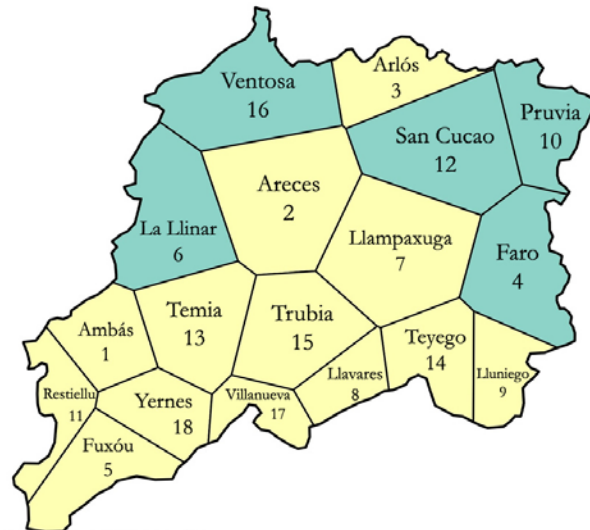 Ventosa
16
Arlós
3
San Cucao
12
Pruvia
10
Areces
2
La Llinar
6
Llampaxuga
7
Faro
4
Ambás
1
Temia
13
Trubia
15
Teyego
14
Lluniego
9
Restiellu
11
Yernes
18
Villanueva
17
Llavares
8
Fuxóu
5